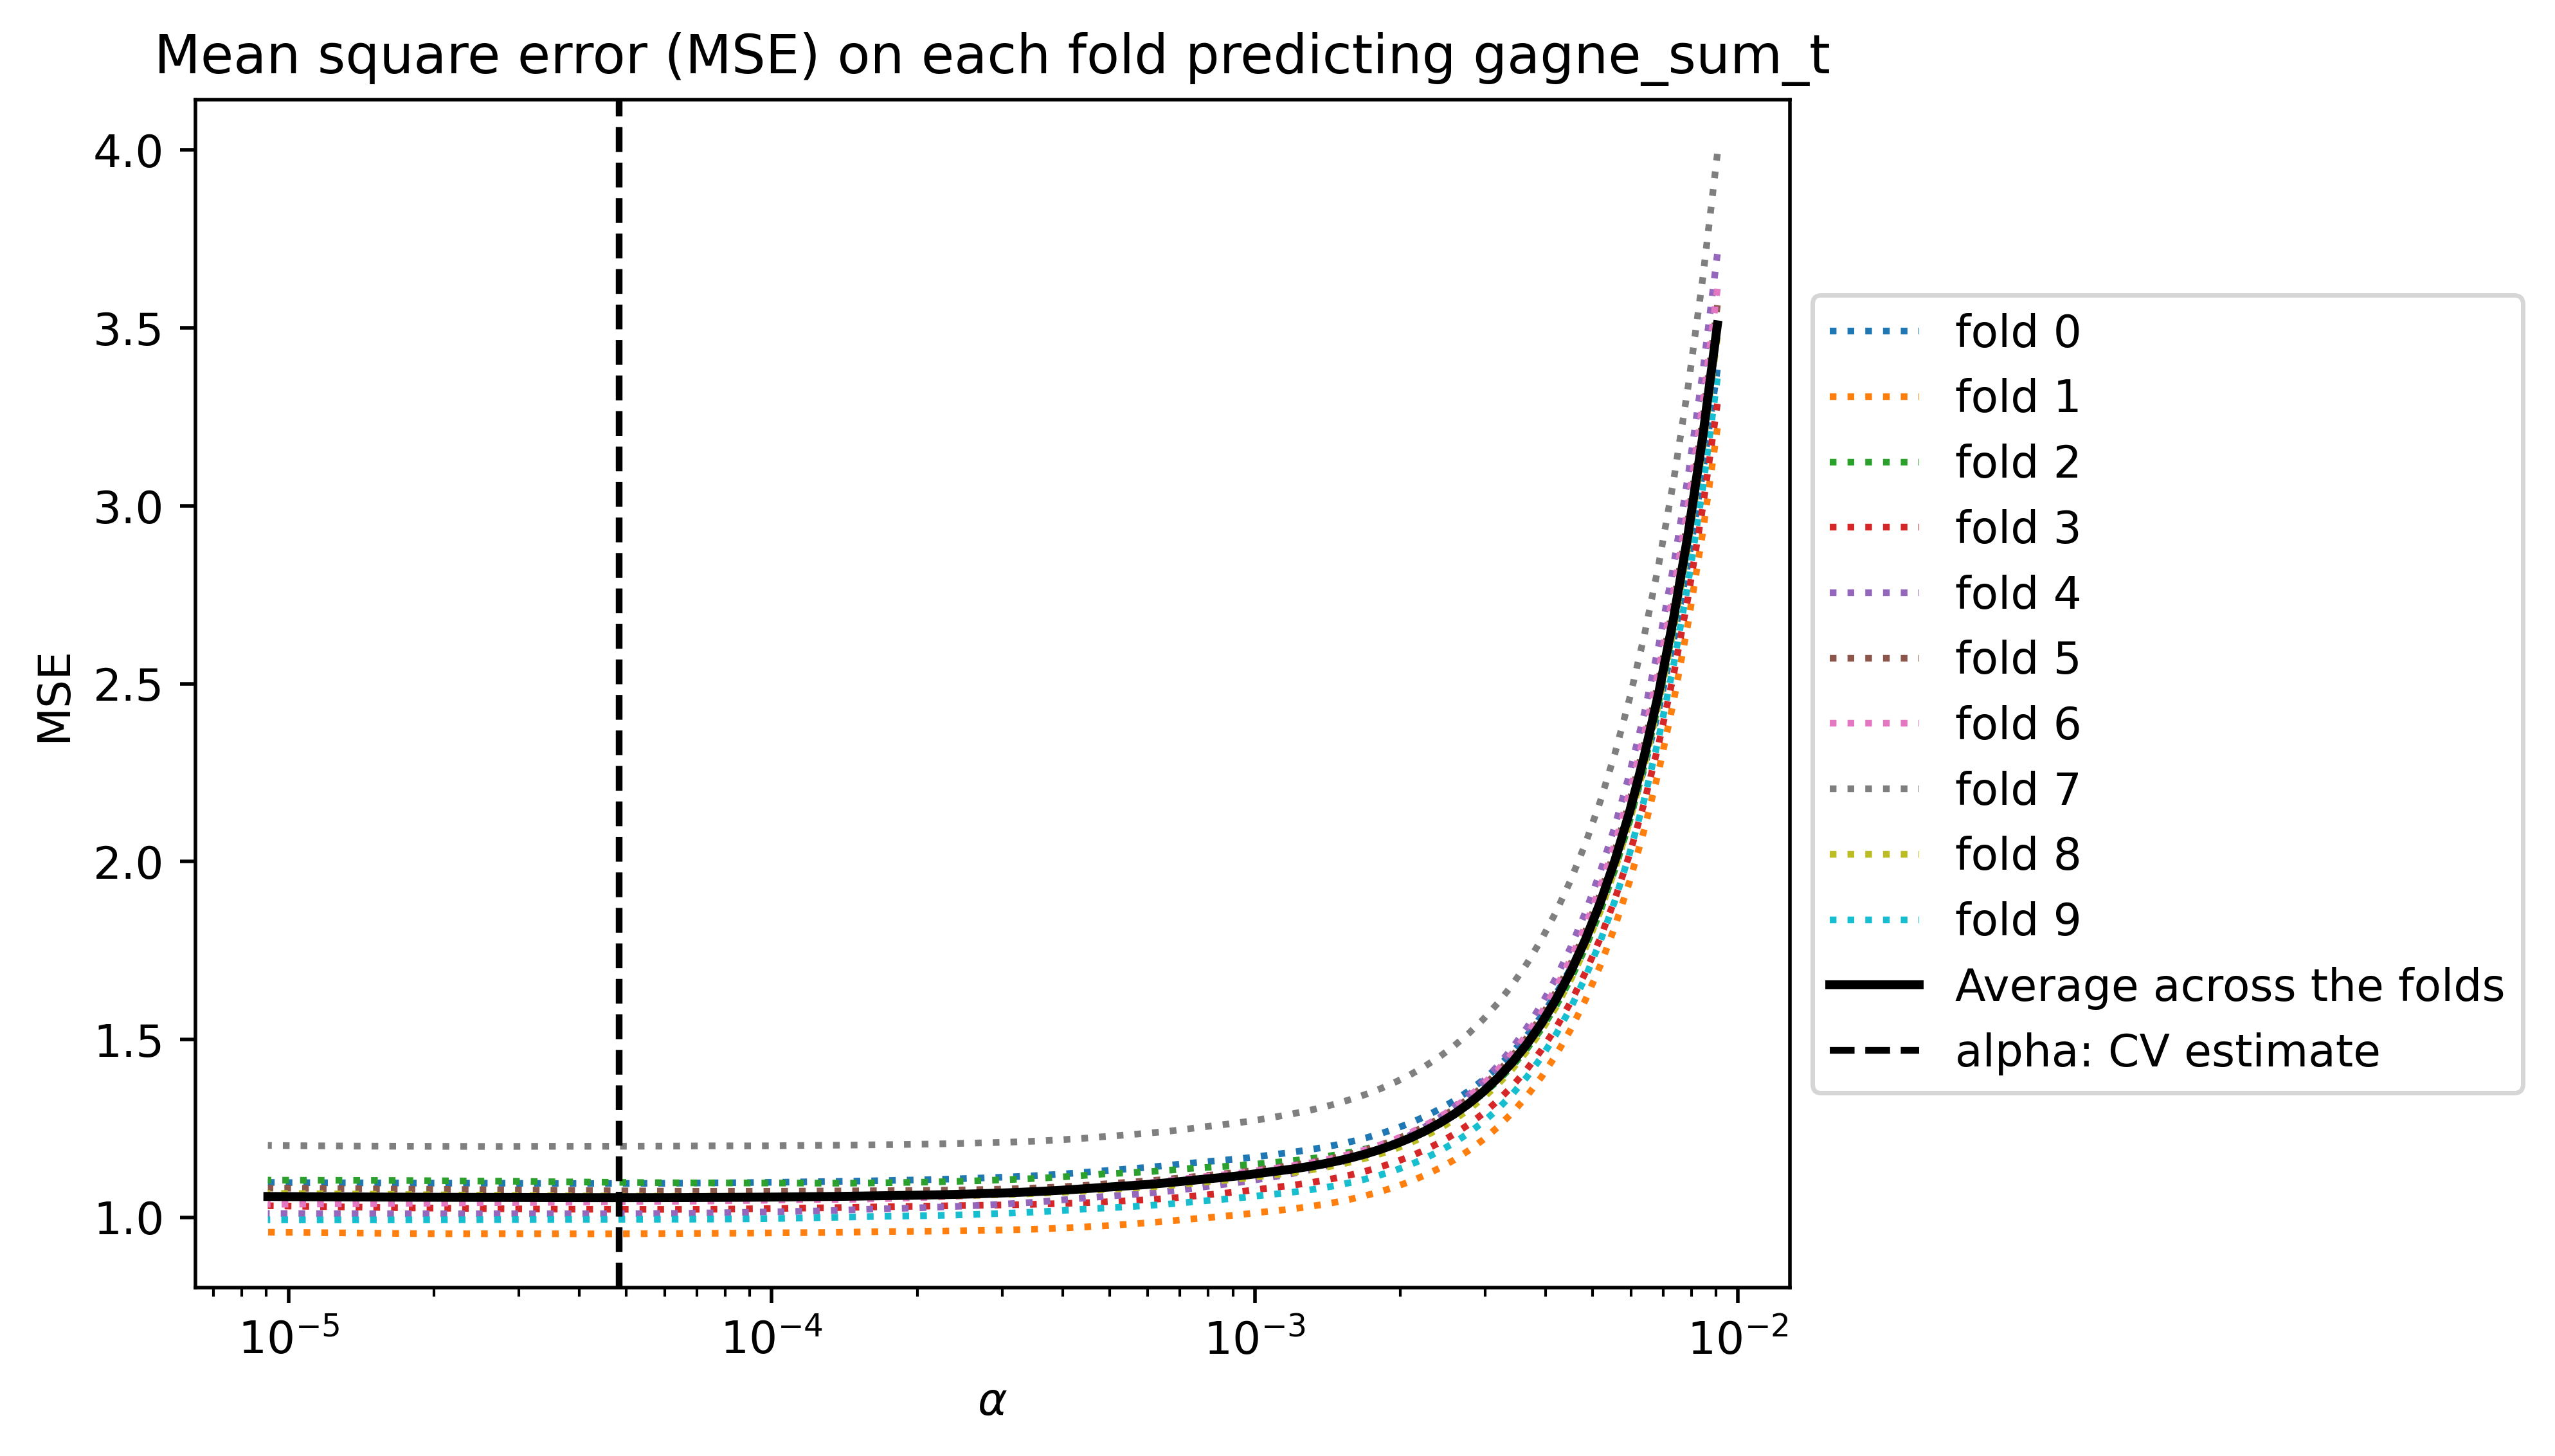 Mean square error (MSE) on each fold predicting gagne_sum_t
MSE
4.0
3.5
3.0
2.5
2.0
1.5
1.0
10⁻⁵
10⁻⁴
10⁻³
10⁻²
α
fold 0
fold 1
fold 2
fold 3
fold 4
fold 5
fold 6
fold 7
fold 8
fold 9
Average across the folds
alpha: CV estimate